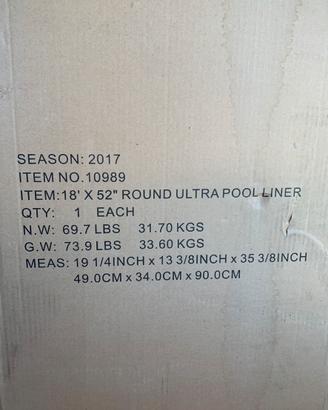 SEASON: 2017
ITEM NO.10989
ITEM:18' X 52" ROUND ULTRA POOL LINER
QTY: 1 EACH
N.W: 69.7 LBS 31.70 KGS
G.W: 73.9 LBS 33.60 KGS
MEAS: 19 1/4INCH x 13 3/8INCH x 35 3/8INCH
49.0CM x 34.0CM x 90.0CM